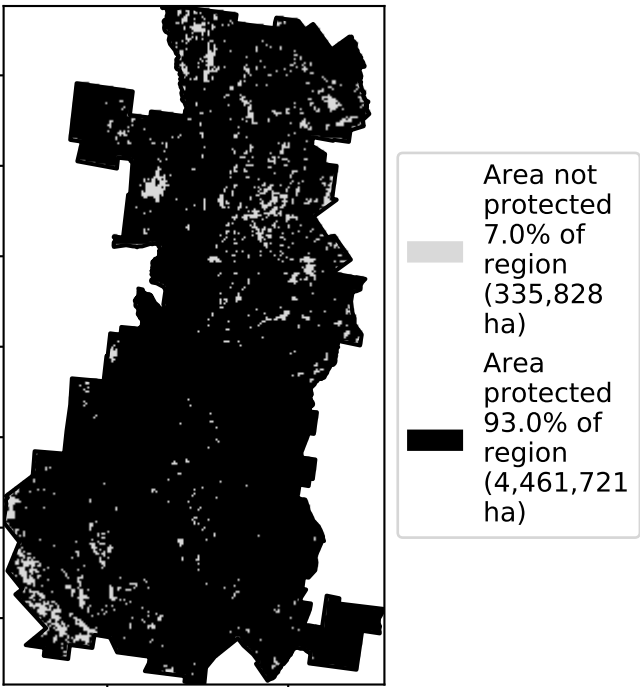 Area not
protected
7.0% of
region
(335,828
ha)
Area
protected
93.0% of
region
(4,461,721
ha)